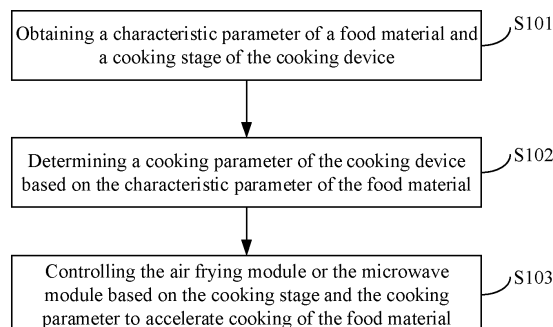 Obtaining a characteristic parameter of a food material and
a cooking stage of the cooking device
S101
Determining a cooking parameter of the cooking device
based on the characteristic parameter of the food material
S102
Controlling the air frying module or the microwave
module based on the cooking stage and the cooking
parameter to accelerate cooking of the food material
S103